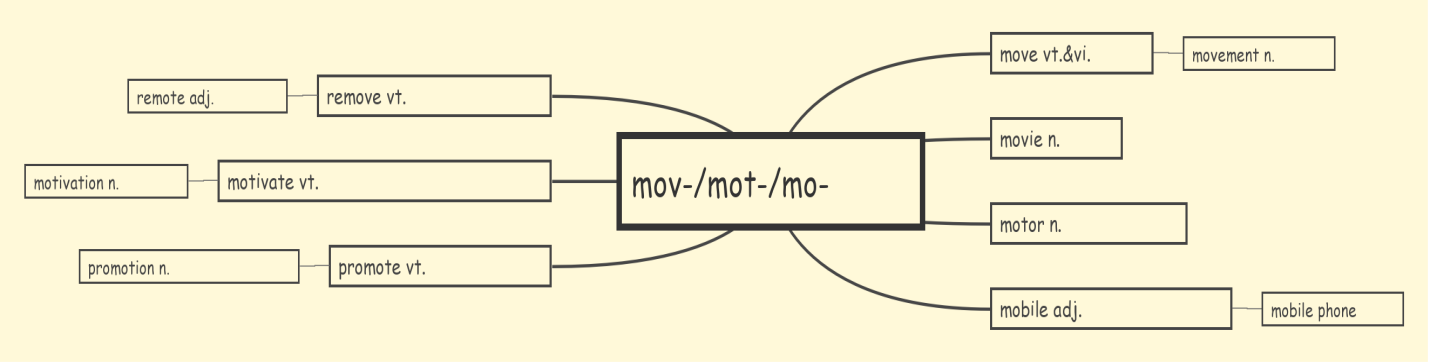 move vt.&vi.
movement n.
remote adj.
remove vt.
movie n.
motivation n.
motivate vt.
mov-/mot-/mo-
motor n.
promotion n.
promote vt.
mobile adj.
mobile phone